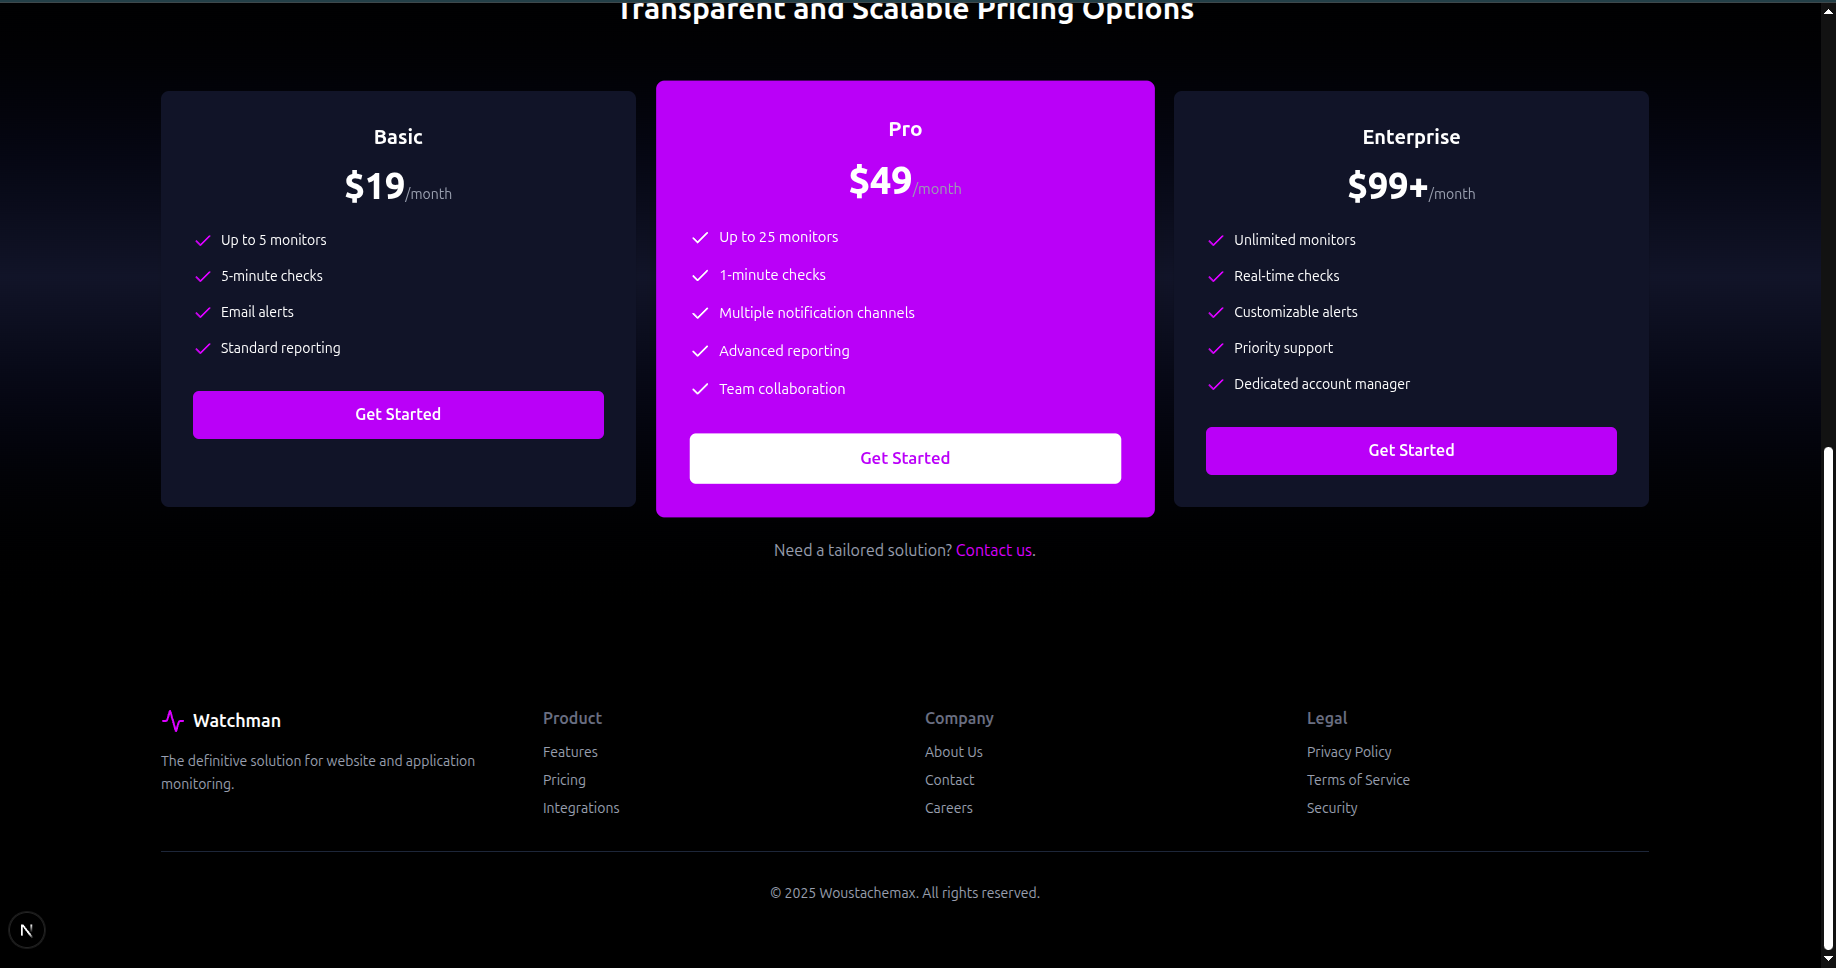 Transparent and Scalable Pricing Options
Basic
$19/month
Up to 5 monitors
5-minute checks
Email alerts
Standard reporting
Get Started
Pro
$49/month
Up to 25 monitors
1-minute checks
Multiple notification channels
Advanced reporting
Team collaboration
Get Started
Enterprise
$99+/month
Unlimited monitors
Real-time checks
Customizable alerts
Priority support
Dedicated account manager
Get Started
Need a tailored solution? Contact us.
Watchman
The definitive solution for website and application
monitoring.
Product
Features
Pricing
Integrations
Company
About Us
Contact
Careers
Legal
Privacy Policy
Terms of Service
Security
© 2025 Woustachemax. All rights reserved.
N